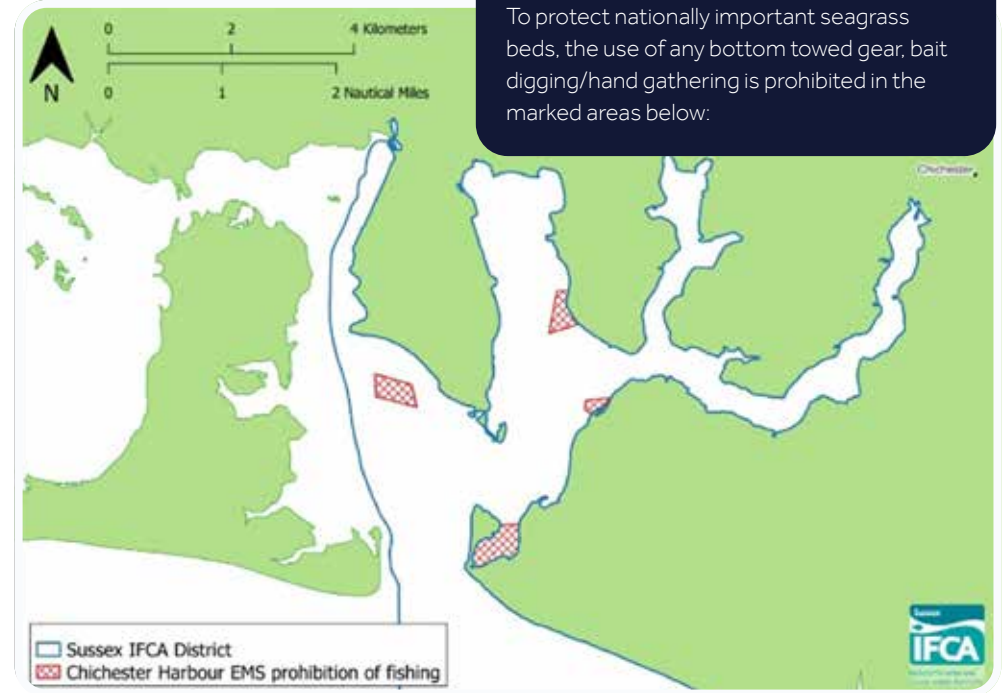 To protect nationally important seagrass
beds, the use of any bottom towed gear, bait
digging/hand gathering is prohibited in the
marked areas below:
0 2 4 Kilometers
N
0 1 2 Nautical Miles
Chichester
Sussex IFCA District
Chichester Harbour EMS prohibition of fishing
Sussex
IFCA